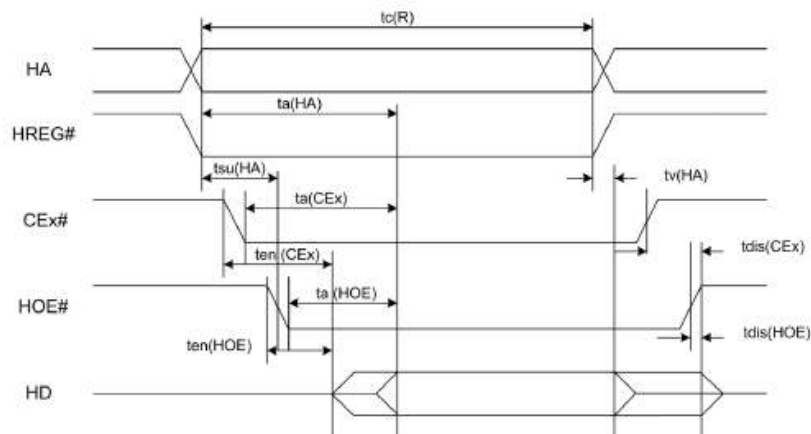 tc(R)
HA
ta(HA)
HREG#
tsu(HA)
tv(HA)
ta(CEx)
CEx#
ten(CEx)
tdis(CEx)
ta(HOE)
HOE#
ten(HOE)
tdis(HOE)
HD